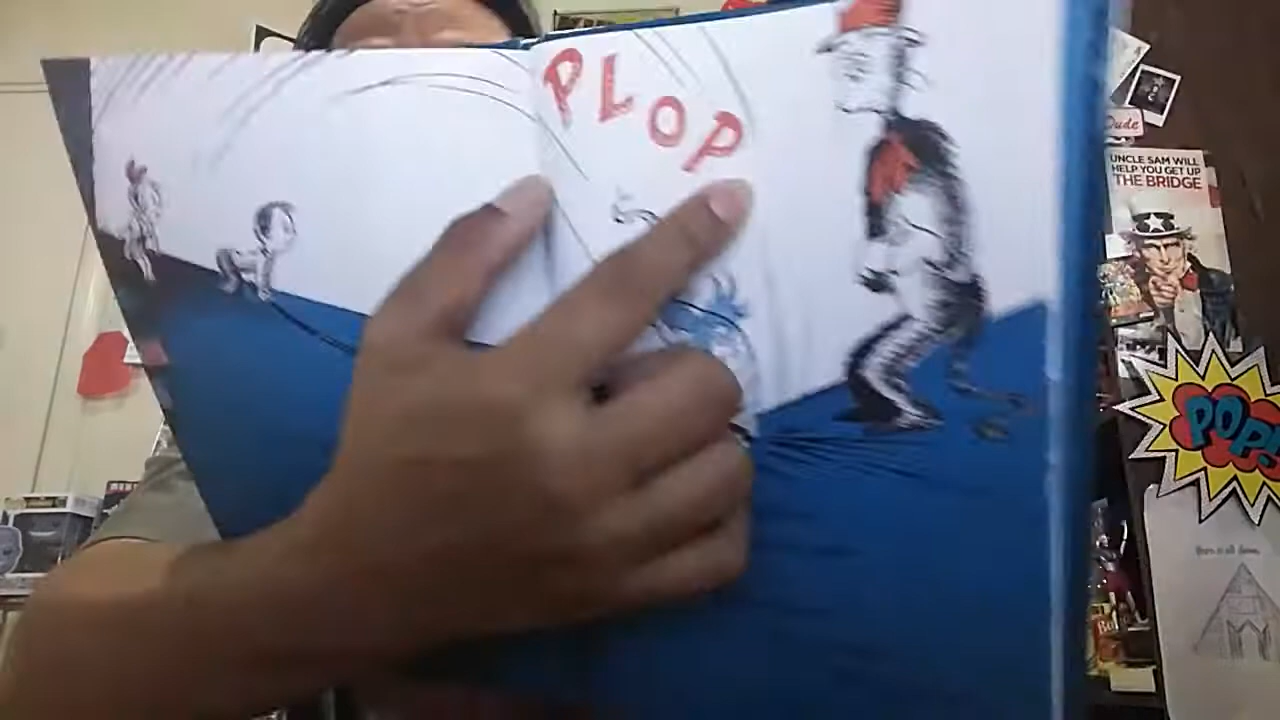 PLOP
Dude
UNCLE SAM WILL
HELP YOU GET UP
THE BRIDGE
POP!